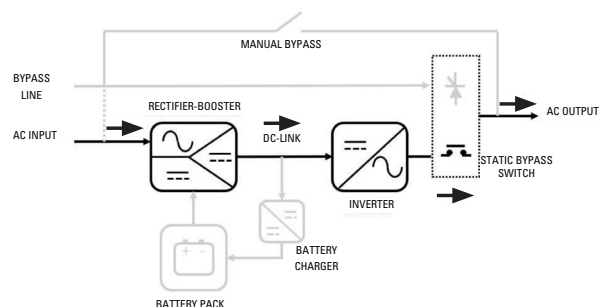 MANUAL BYPASS
BYPASS
LINE
RECTIFIER-BOOSTER
AC INPUT
DC-LINK
AC OUTPUT
STATIC BYPASS
SWITCH
INVERTER
BATTERY
CHARGER
BATTERY PACK